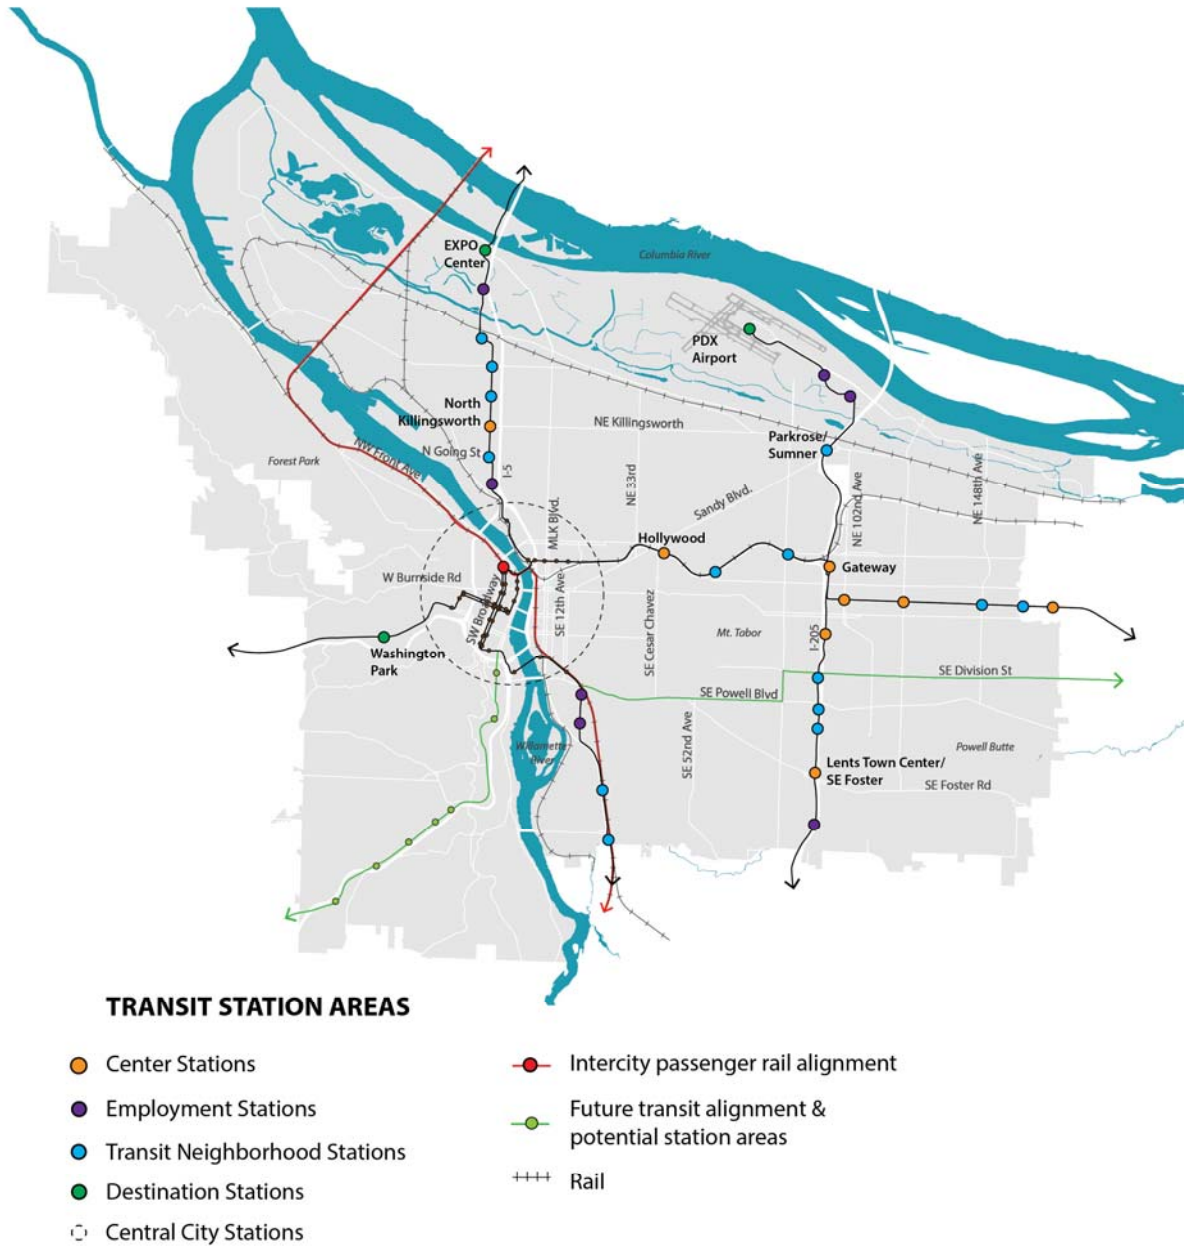 Columbia River
EXPO
Center
PDX
Airport
North
Killingsworth
NE Killingsworth
Parkrose/
Sumner
N Going St
NW Front Ave
Forest Park
I-5
NE 33rd
Sandy Blvd.
NE 102nd Ave
NE 148th Ave
MLK Blvd.
Hollywood
Gateway
W Burnside Rd
SW Broadway
SE 12th Ave
SE Cesar Chavez
Mt. Tabor
I-205
Washington
Park
SE Division St
SE Powell Blvd
Willamette
River
SE 52nd Ave
Powell Butte
Lents Town Center/
SE Foster
SE Foster Rd
TRANSIT STATION AREAS
Center Stations
Employment Stations
Transit Neighborhood Stations
Destination Stations
Central City Stations
Intercity passenger rail alignment
Future transit alignment &
potential station areas
Rail